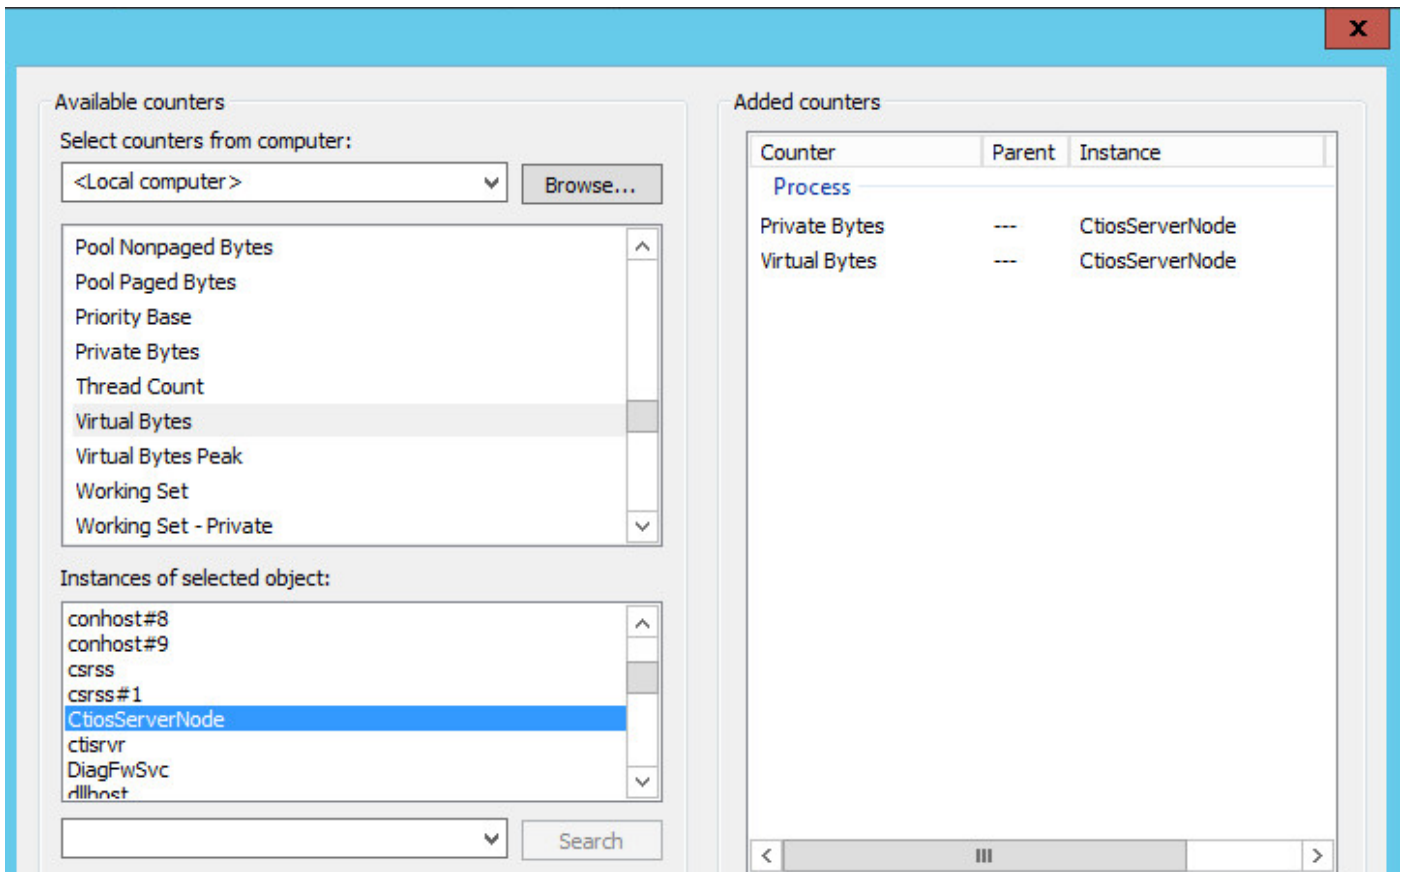 X
Available counters
Select counters from computer:
<Local computer>
Browse...
Pool Nonpaged Bytes
Pool Paged Bytes
Priority Base
Private Bytes
Thread Count
Virtual Bytes
Virtual Bytes Peak
Working Set
Working Set - Private
Instances of selected object:
conhost#8
conhost#9
csrss
csrss#1
CtiosServerNode
ctisrvr
DiagFwSvc
dllhost
Search
Added counters
Counter Parent Instance
Process
Private Bytes --- CtiosServerNode
Virtual Bytes --- CtiosServerNode